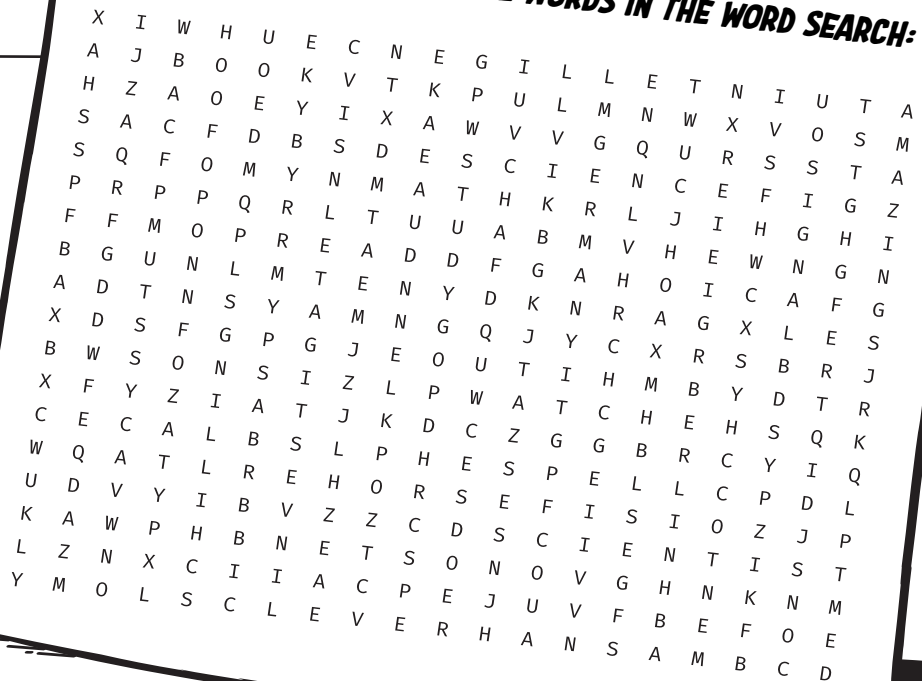 WORDS IN THE WORD SEARCH:
X I W H U E C N E G I L L E T N I U T A
A J B O O K V T K P U L M N W X V O S M
H Z A O E Y I X A W V V G Q U R S S T A
S A C F D B S D E S C I E N C E F I G Z
S Q F O M Y N M A T H K R L J I H G H I
P R P P Q R L T U U A B M V H E W N G N
F F M O P R E A D D F G A H O I C A F G
B G U N L M T E N Y D K N R A G X L E S
A D T N S Y A M N G Q J Y C X R S B R J
X D S F G P G J E O U T I H M B Y D T R
B W S O N S I Z L P W A T C H E H S Q K
X F Y Z I A T J K D C Z G G B R C Y I Q
C E C A L B S L P H E S P E L L C P D L
W Q A T L R E H O R S E F I S I O Z J P
U D V Y I B V Z Z C D S C I E N T I S T
K A W P H B N E T S O N O V G H N K N M
L Z N X C I I A C P E J U V F B E F O E
Y M O L S C L E V E R H A N S A M B C D